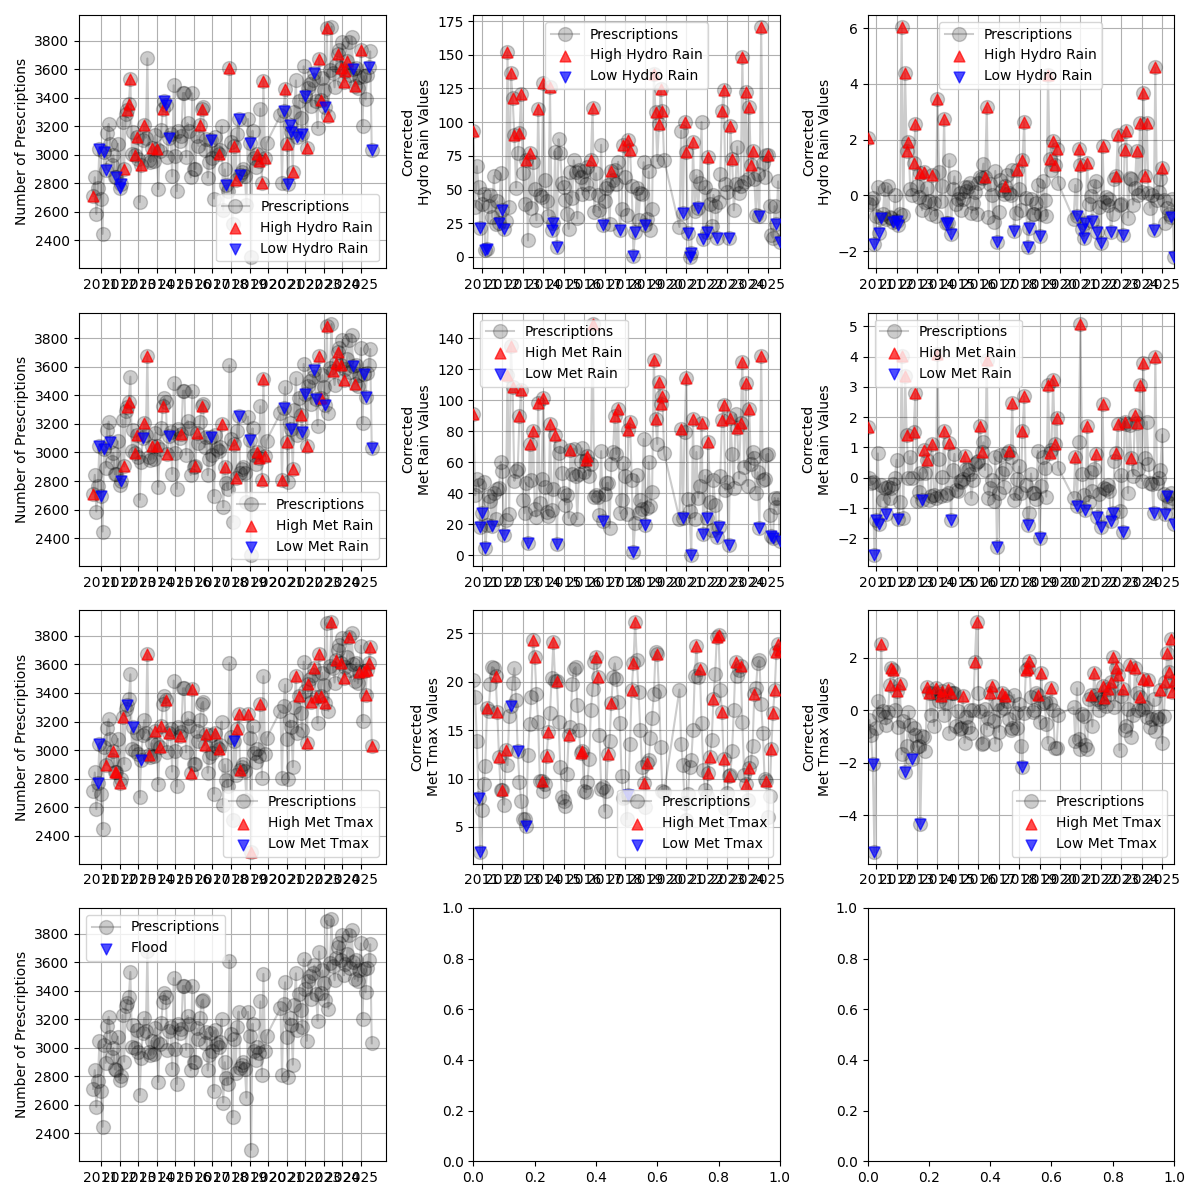 3800
3600
3400
3200
3000
2800
2600
2400
Number of Prescriptions
Prescriptions
High Hydro Rain
Low Hydro Rain
175
150
125
100
75
50
25
0
Corrected
Hydro Rain Values
Prescriptions
High Hydro Rain
Low Hydro Rain
6
4
2
0
−2
Corrected
Hydro Rain Values
Prescriptions
High Hydro Rain
Low Hydro Rain
3800
3600
3400
3200
3000
2800
2600
2400
Number of Prescriptions
Prescriptions
High Met Rain
Low Met Rain
140
120
100
80
60
40
20
0
Corrected
Met Rain Values
Prescriptions
High Met Rain
Low Met Rain
5
4
3
2
1
0
−1
−2
Corrected
Met Rain Values
Prescriptions
High Met Rain
Low Met Rain
3800
3600
3400
3200
3000
2800
2600
2400
Number of Prescriptions
Prescriptions
High Met Tmax
Low Met Tmax
25
20
15
10
5
Corrected
Met Tmax Values
Prescriptions
High Met Tmax
Low Met Tmax
2
0
−2
−4
Corrected
Met Tmax Values
Prescriptions
High Met Tmax
Low Met Tmax
3800
3600
3400
3200
3000
2800
2600
2400
Number of Prescriptions
Prescriptions
Flood
1.0
0.8
0.6
0.4
0.2
0.0
0.0 0.2 0.4 0.6 0.8 1.0
1.0
0.8
0.6
0.4
0.2
0.0
0.0 0.2 0.4 0.6 0.8 1.0